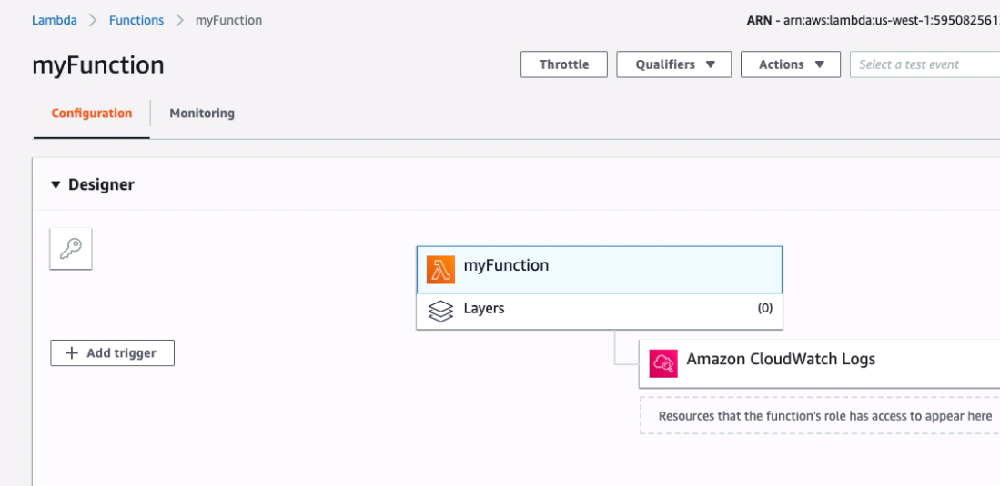 Lambda > Functions > myFunction ARN - arn:aws:lambda:us-west-1:595082561
myFunction Throttle Qualifiers ▼ Actions ▼ Select a test event
Configuration Monitoring
▼ Designer
myFunction
Layers (0)
+ Add trigger
Amazon CloudWatch Logs
Resources that the function's role has access to appear here